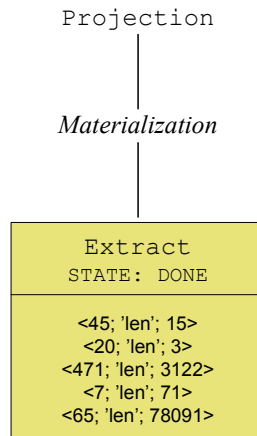 Projection
Materialization
Extract
STATE: DONE
<45; 'len'; 15>
<20; 'len'; 3>
<471; 'len'; 3122>
<7; 'len'; 71>
<65; 'len'; 78091>